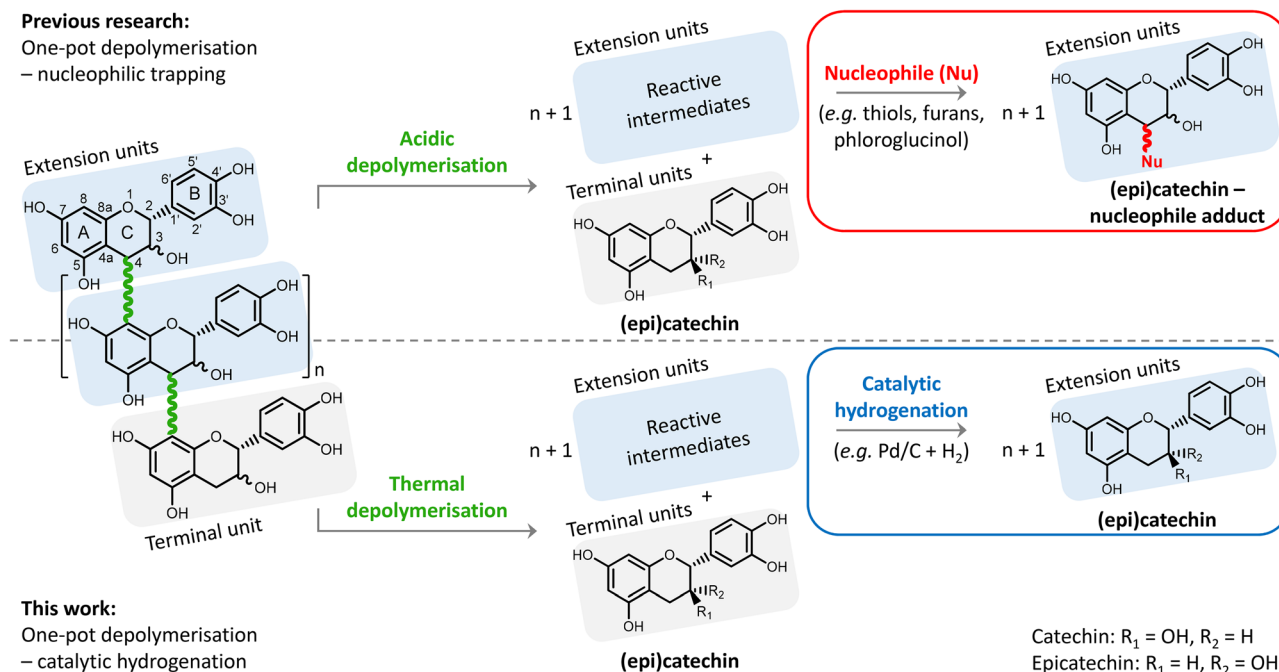 Previous research:
One-pot depolymerisation
– nucleophilic trapping
Extension units
HO 7 8 8a O 1 2 3 4 4a 5 6 A C B 1' 2' 3' 4' 5' 6' OH OH OH OH
HO O OH OH OH OH
n
HO O OH OH OH OH
Terminal unit
Acidic
depolymerisation
Extension units
n + 1
Reactive
intermediates
+
Terminal units
HO O OH OH OH R1 R2
(epi)catechin
Nucleophile (Nu)
(e.g. thiols, furans,
phloroglucinol)
Extension units
n + 1
HO O OH OH OH OH Nu
(epi)catechin –
nucleophile adduct
Thermal
depolymerisation
Extension units
n + 1
Reactive
intermediates
+
Terminal units
HO O OH OH OH R1 R2
(epi)catechin
Catalytic
hydrogenation
(e.g. Pd/C + H2)
Extension units
n + 1
HO O OH OH OH R1 R2
(epi)catechin
This work:
One-pot depolymerisation
– catalytic hydrogenation
Catechin: R1 = OH, R2 = H
Epicatechin: R1 = H, R2 = OH